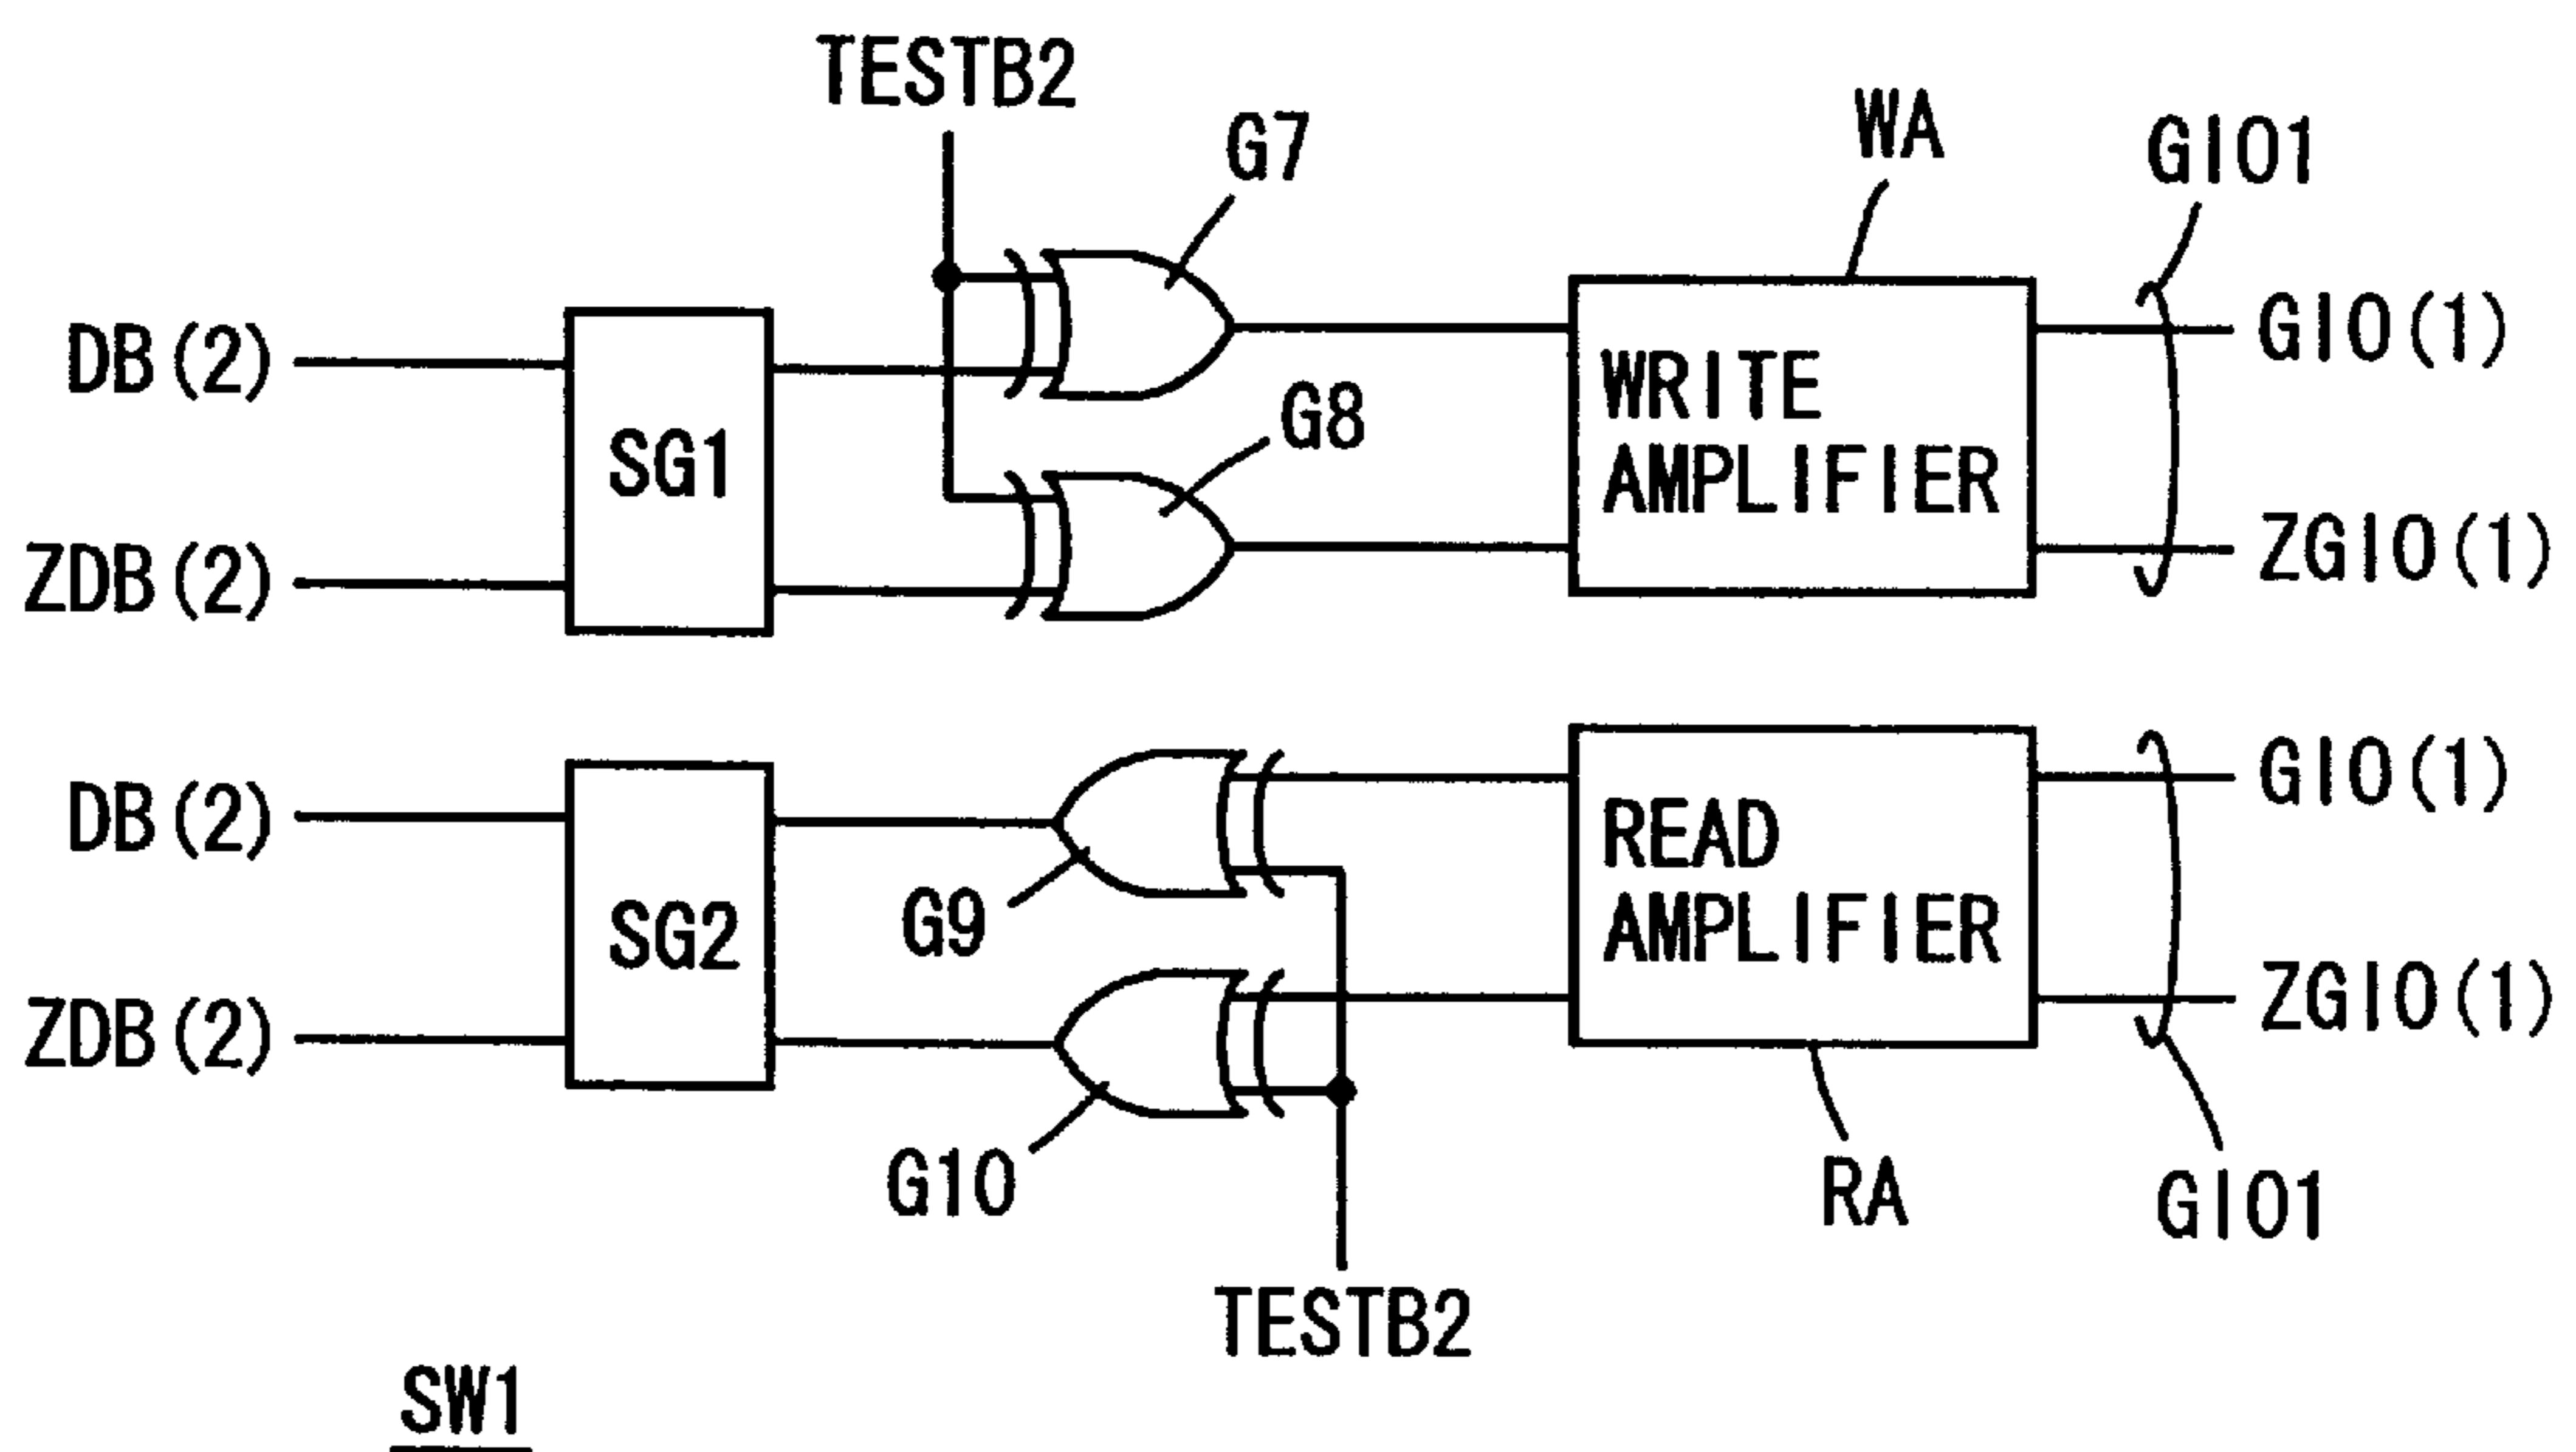 TESTB2
G7
WA
GIO1
DB(2)
SG1
ZDB(2)
G8
WRITE
AMPLIFIER
GIO(1)
ZGIO(1)
DB(2)
SG2
ZDB(2)
G9
G10
READ
AMPLIFIER
GIO(1)
ZGIO(1)
RA
GIO1
TESTB2
SW1